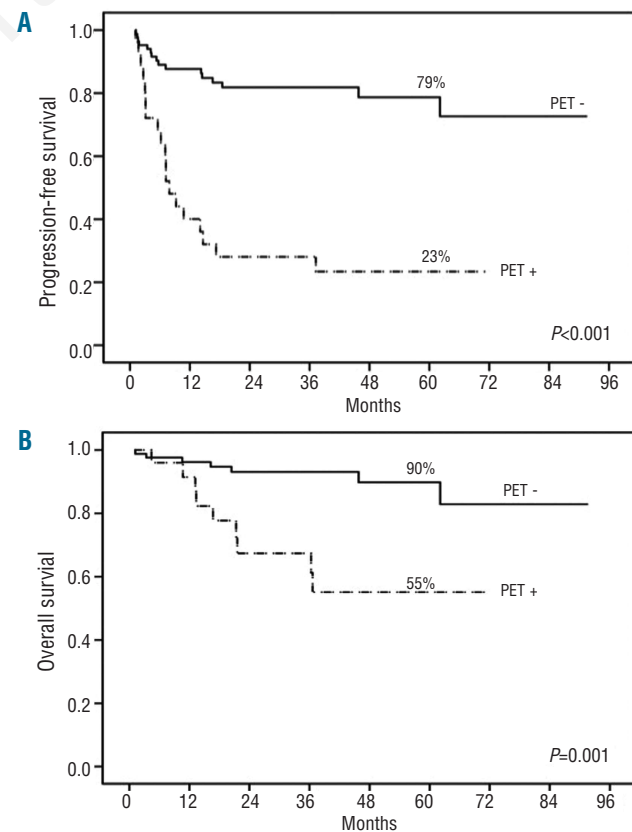 A
Progression-free survival
1.0
0.8
0.6
0.4
0.2
0.0
79%
PET -
23%
PET +
P<0.001
0 12 24 36 48 60 72 84 96
Months
B
Overall survial
1.0
0.8
0.6
0.4
0.2
0.0
90%
PET -
55%
PET +
P=0.001
0 12 24 36 48 60 72 84 96
Months